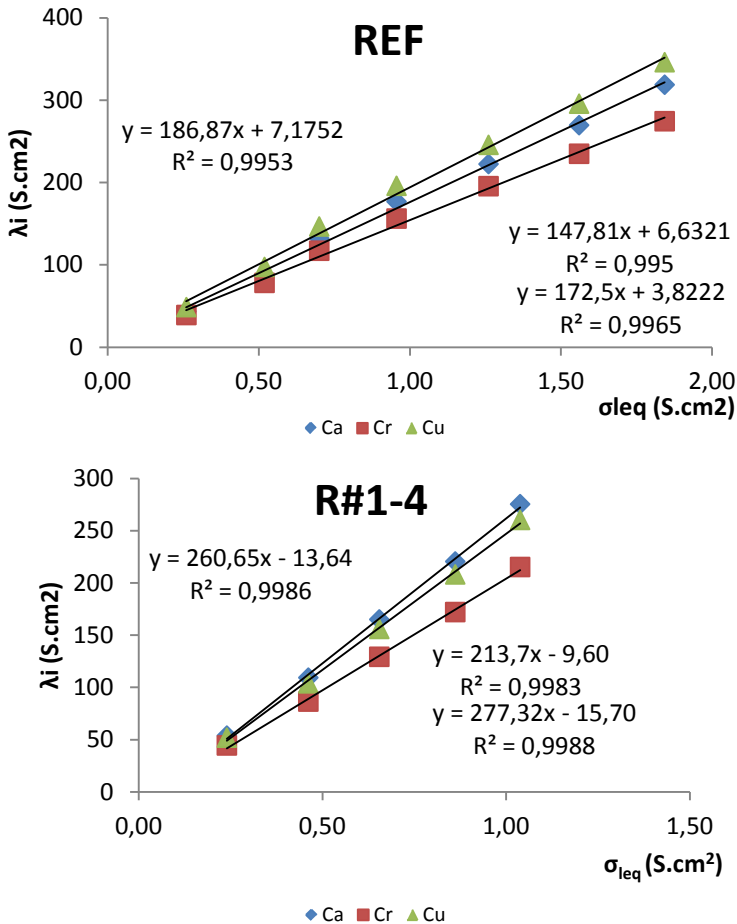 REF
400
300
200
100
0
λi (S.cm2)
y = 186,87x + 7,1752
R² = 0,9953
y = 147,81x + 6,6321
R² = 0,995
y = 172,5x + 3,8222
R² = 0,9965
0,00 0,50 1,00 1,50 2,00
σleq (S.cm2)
Ca Cr Cu
R#1-4
300
250
200
150
100
50
0
λi (S.cm2)
y = 260,65x - 13,64
R² = 0,9986
y = 213,7x - 9,60
R² = 0,9983
y = 277,32x - 15,70
R² = 0,9988
0,00 0,50 1,00 1,50
σleq (S.cm²)
Ca Cr Cu